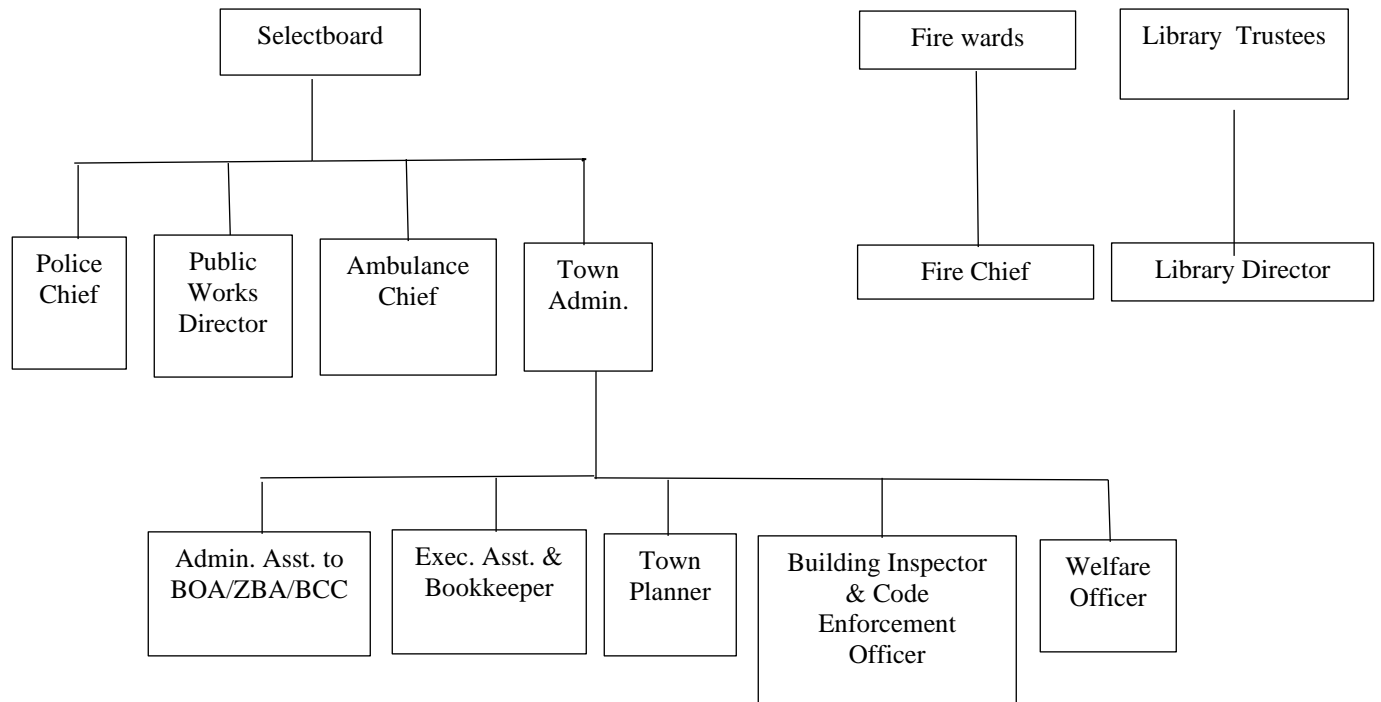 Selectboard
Fire wards
Library Trustees
Police
Chief
Public
Works
Director
Ambulance
Chief
Town
Admin.
Fire Chief
Library Director
Admin. Asst. to
BOA/ZBA/BCC
Exec. Asst. &
Bookkeeper
Town
Planner
Building Inspector
& Code
Enforcement
Officer
Welfare
Officer